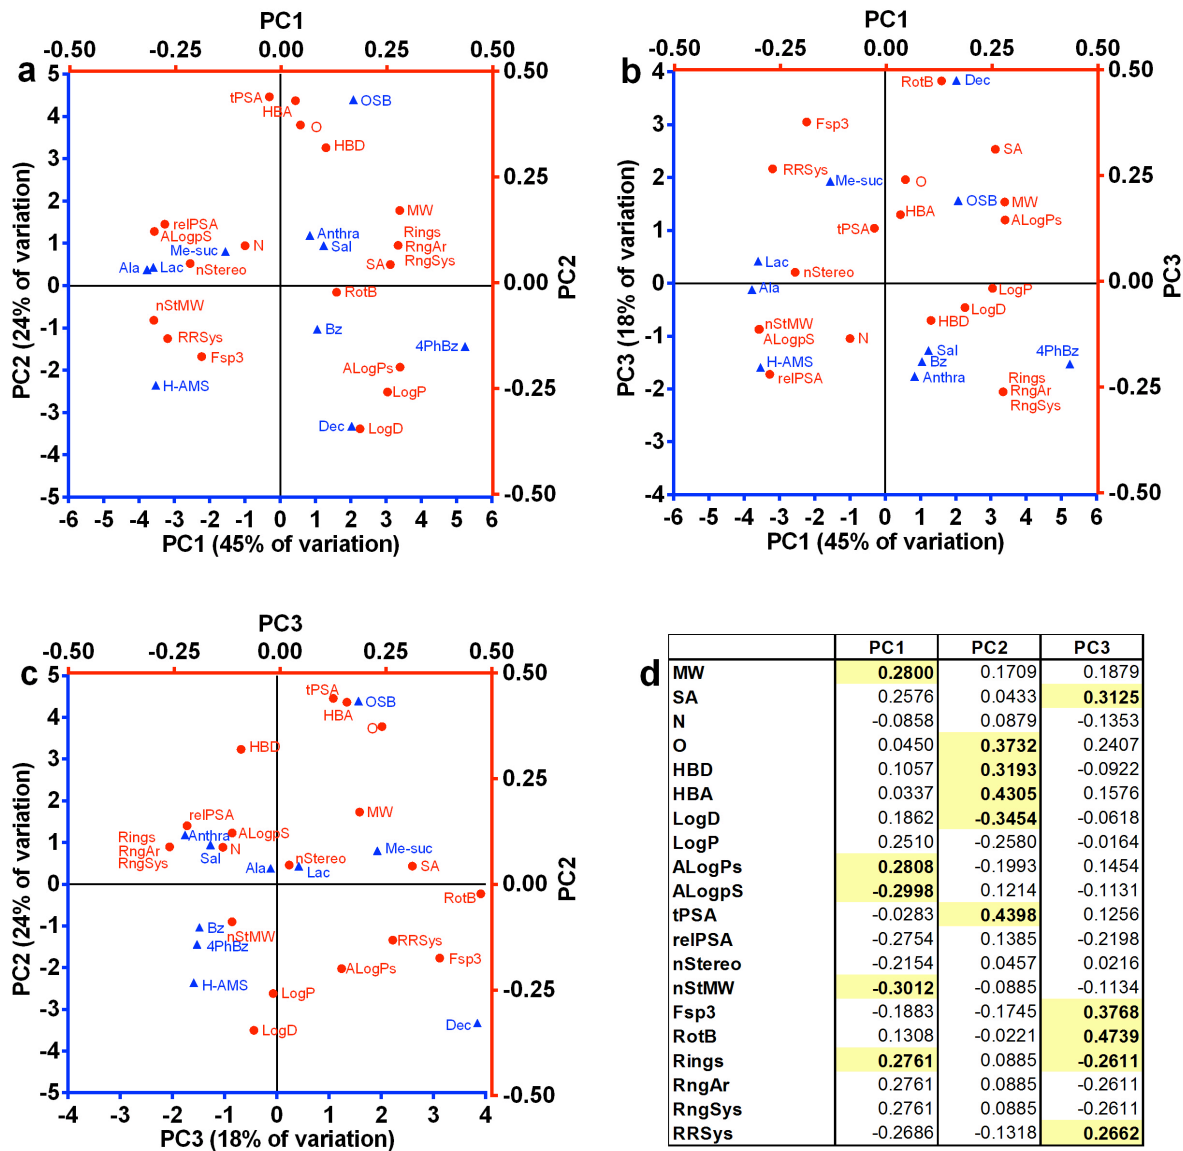 PC1
-0.50 -0.25 0.00 0.25 0.50
a
5
4
3
2
1
0
-1
-2
-3
-4
-5
PC2 (24% of variation)
tPSA
HBA
OSB
O
HBD
relPSA
ALogpS
MW
Anthra
Sal
N
Me-suc
Rings
RngAr
RngSys
Ala
Lac
nStereo
SA
RotB
nStMW
RRSys
Bz
Fsp3
4PhBz
H-AMS
ALogPs
LogP
Dec
LogD
0.50
0.25
0.00
-0.25
-0.50
PC2
-6 -5 -4 -3 -2 -1 0 1 2 3 4 5 6
PC1 (45% of variation)
PC1
-0.50 -0.25 0.00 0.25 0.50
b
4
3
2
1
0
-1
-2
-3
-4
PC3 (18% of variation)
RotB
Dec
Fsp3
SA
RRSys
Me-suc
O
OSB
MW
HBA
ALogPs
tPSA
Lac
nStereo
Ala
LogP
LogD
HBD
nStMW
ALogpS
N
Sal
4PhBz
H-AMS
Bz
relPSA
Anthra
Rings
RngAr
RngSys
0.50
0.25
0.00
-0.25
-0.50
PC3
-6 -5 -4 -3 -2 -1 0 1 2 3 4 5 6
PC1 (45% of variation)
PC3
-0.50 -0.25 0.00 0.25 0.50
c
5
4
3
2
1
0
-1
-2
-3
-4
-5
PC2 (24% of variation)
tPSA
OSB
HBA
O
HBD
relPSA
MW
Anthra
ALogpS
Rings
RngAr
RngSys
Sal
N
Me-suc
Ala
nStereo
Lac
SA
RotB
Bz
nStMW
4PhBz
RRSys
Fsp3
ALogPs
H-AMS
LogP
LogD
Dec
0.50
0.25
0.00
-0.25
-0.50
PC2
-4 -3 -2 -1 0 1 2 3 4
PC3 (18% of variation)
d
PC1 PC2 PC3
MW 0.2800 0.1709 0.1879
SA 0.2576 0.0433 0.3125
N -0.0858 0.0879 -0.1353
O 0.0450 0.3732 0.2407
HBD 0.1057 0.3193 -0.0922
HBA 0.0337 0.4305 0.1576
LogD 0.1862 -0.3454 -0.0618
LogP 0.2510 -0.2580 -0.0164
ALogPs 0.2808 -0.1993 0.1454
ALogpS -0.2998 0.1214 -0.1131
tPSA -0.0283 0.4398 0.1256
relPSA -0.2754 0.1385 -0.2198
nStereo -0.2154 0.0457 0.0216
nStMW -0.3012 -0.0885 -0.1134
Fsp3 -0.1883 -0.1745 0.3768
RotB 0.1308 -0.0221 0.4739
Rings 0.2761 0.0885 -0.2611
RngAr 0.2761 0.0885 -0.2611
RngSys 0.2761 0.0885 -0.2611
RRSys -0.2686 -0.1318 0.2662